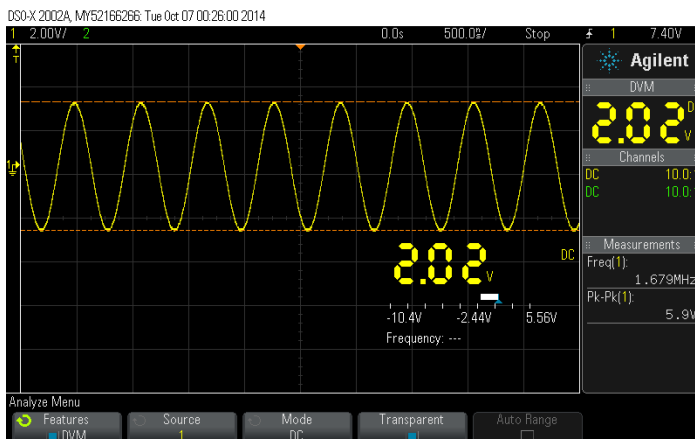 DSO-X 2002A, MY52166266: Tue Oct 07 00:26:00 2014
1 2.00V/ 2 0.0s 500.0ns/ Stop 1 7.40V
T
Agilent
DVM
2.02 V D
Channels
DC 10.0:
DC 10.0:
Measurements
Freq(1):
1.679MHz
Pk-Pk(1):
5.9V
1
DC
2.02 V
-10.4V -2.44V 5.56V
Frequency: ---
Analyze Menu
Features Source Mode Transparent Auto Range
DVM 1 DC